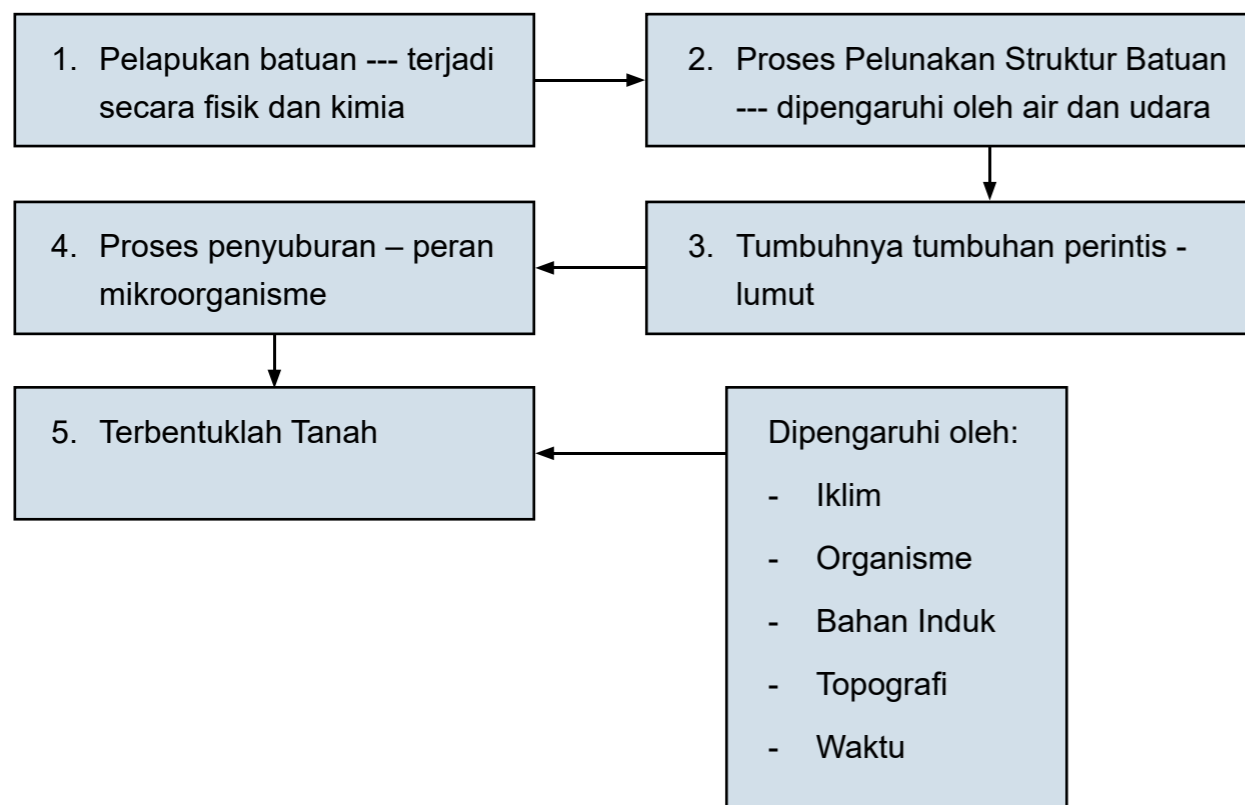 1. Pelapukan batuan --- terjadi
secara fisik dan kimia
2. Proses Pelunakan Struktur Batuan
--- dipengaruhi oleh air dan udara
3. Tumbuhnya tumbuhan perintis -
lumut
4. Proses penyuburan – peran
mikroorganisme
5. Terbentuklah Tanah
Dipengaruhi oleh:
- Iklim
- Organisme
- Bahan Induk
- Topografi
- Waktu